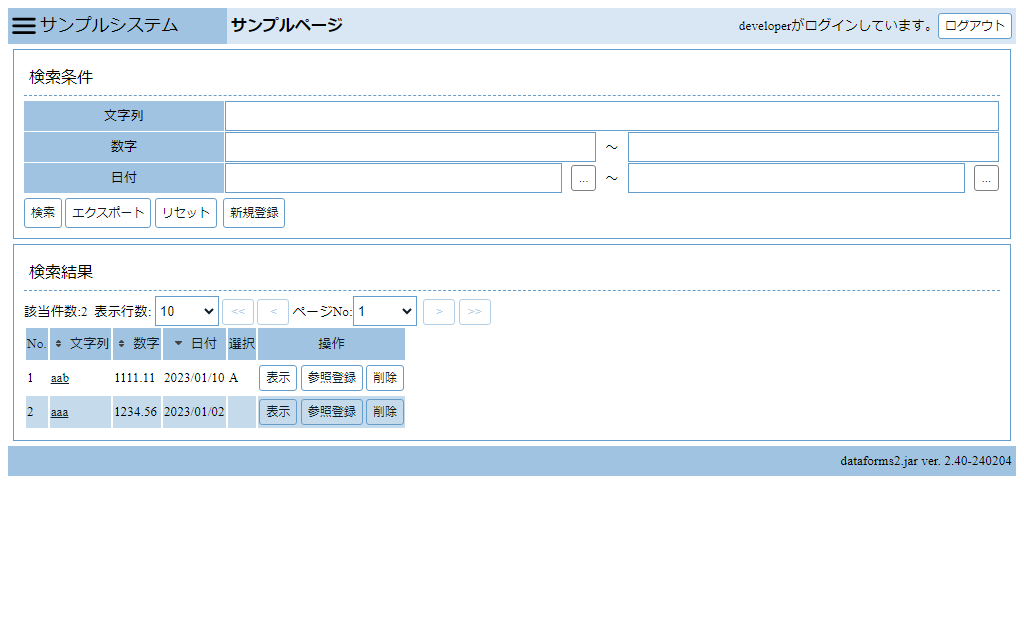 サンプルシステム サンプルページ developerがログインしています。 ログアウト
検索条件
文字列
数字 ～
日付 ... ～ ...
検索 エクスポート リセット 新規登録
検索結果
該当件数:2 表示行数: 10 << < ページNo: 1 > >>
No. 文字列 数字 日付 選択 操作
1 aab 1111.11 2023/01/10 A 表示 参照登録 削除
2 aaa 1234.56 2023/01/02 表示 参照登録 削除
dataforms2.jar ver. 2.40-240204